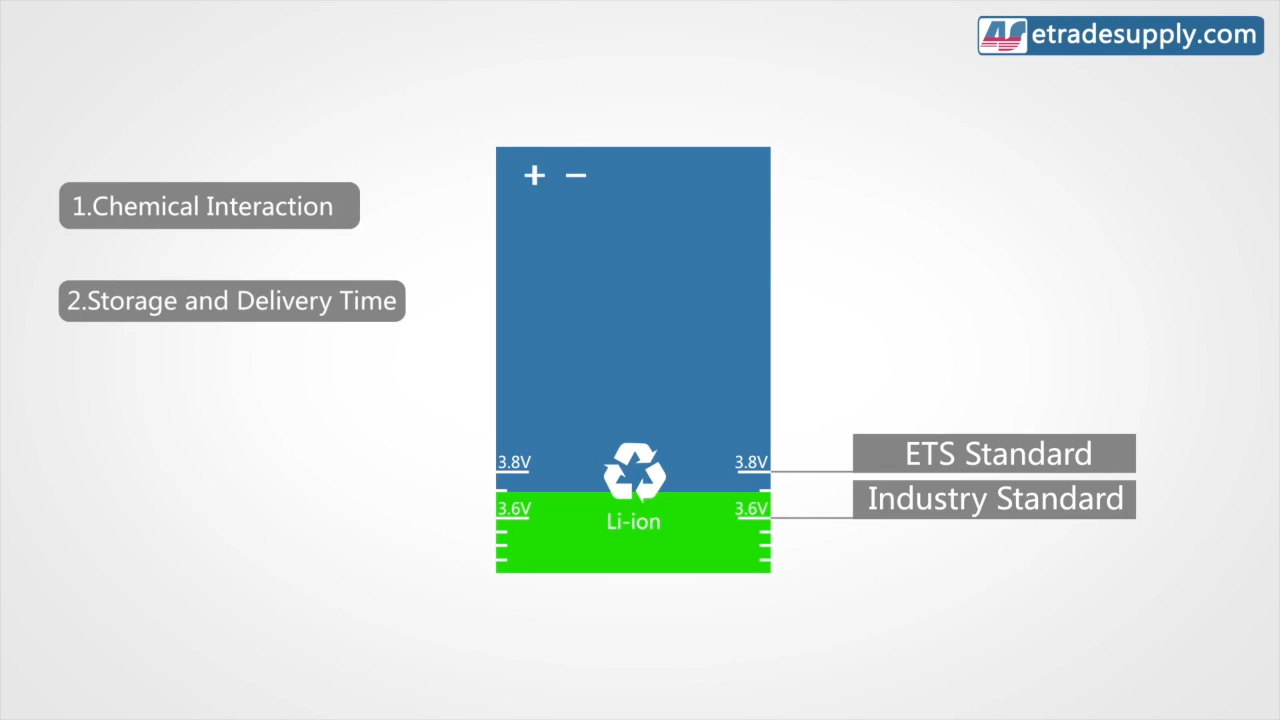 etradesupply.com
+ −
1.Chemical Interaction
2.Storage and Delivery Time
3.8V
3.8V
ETS Standard
3.6V
3.6V
Industry Standard
Li-ion